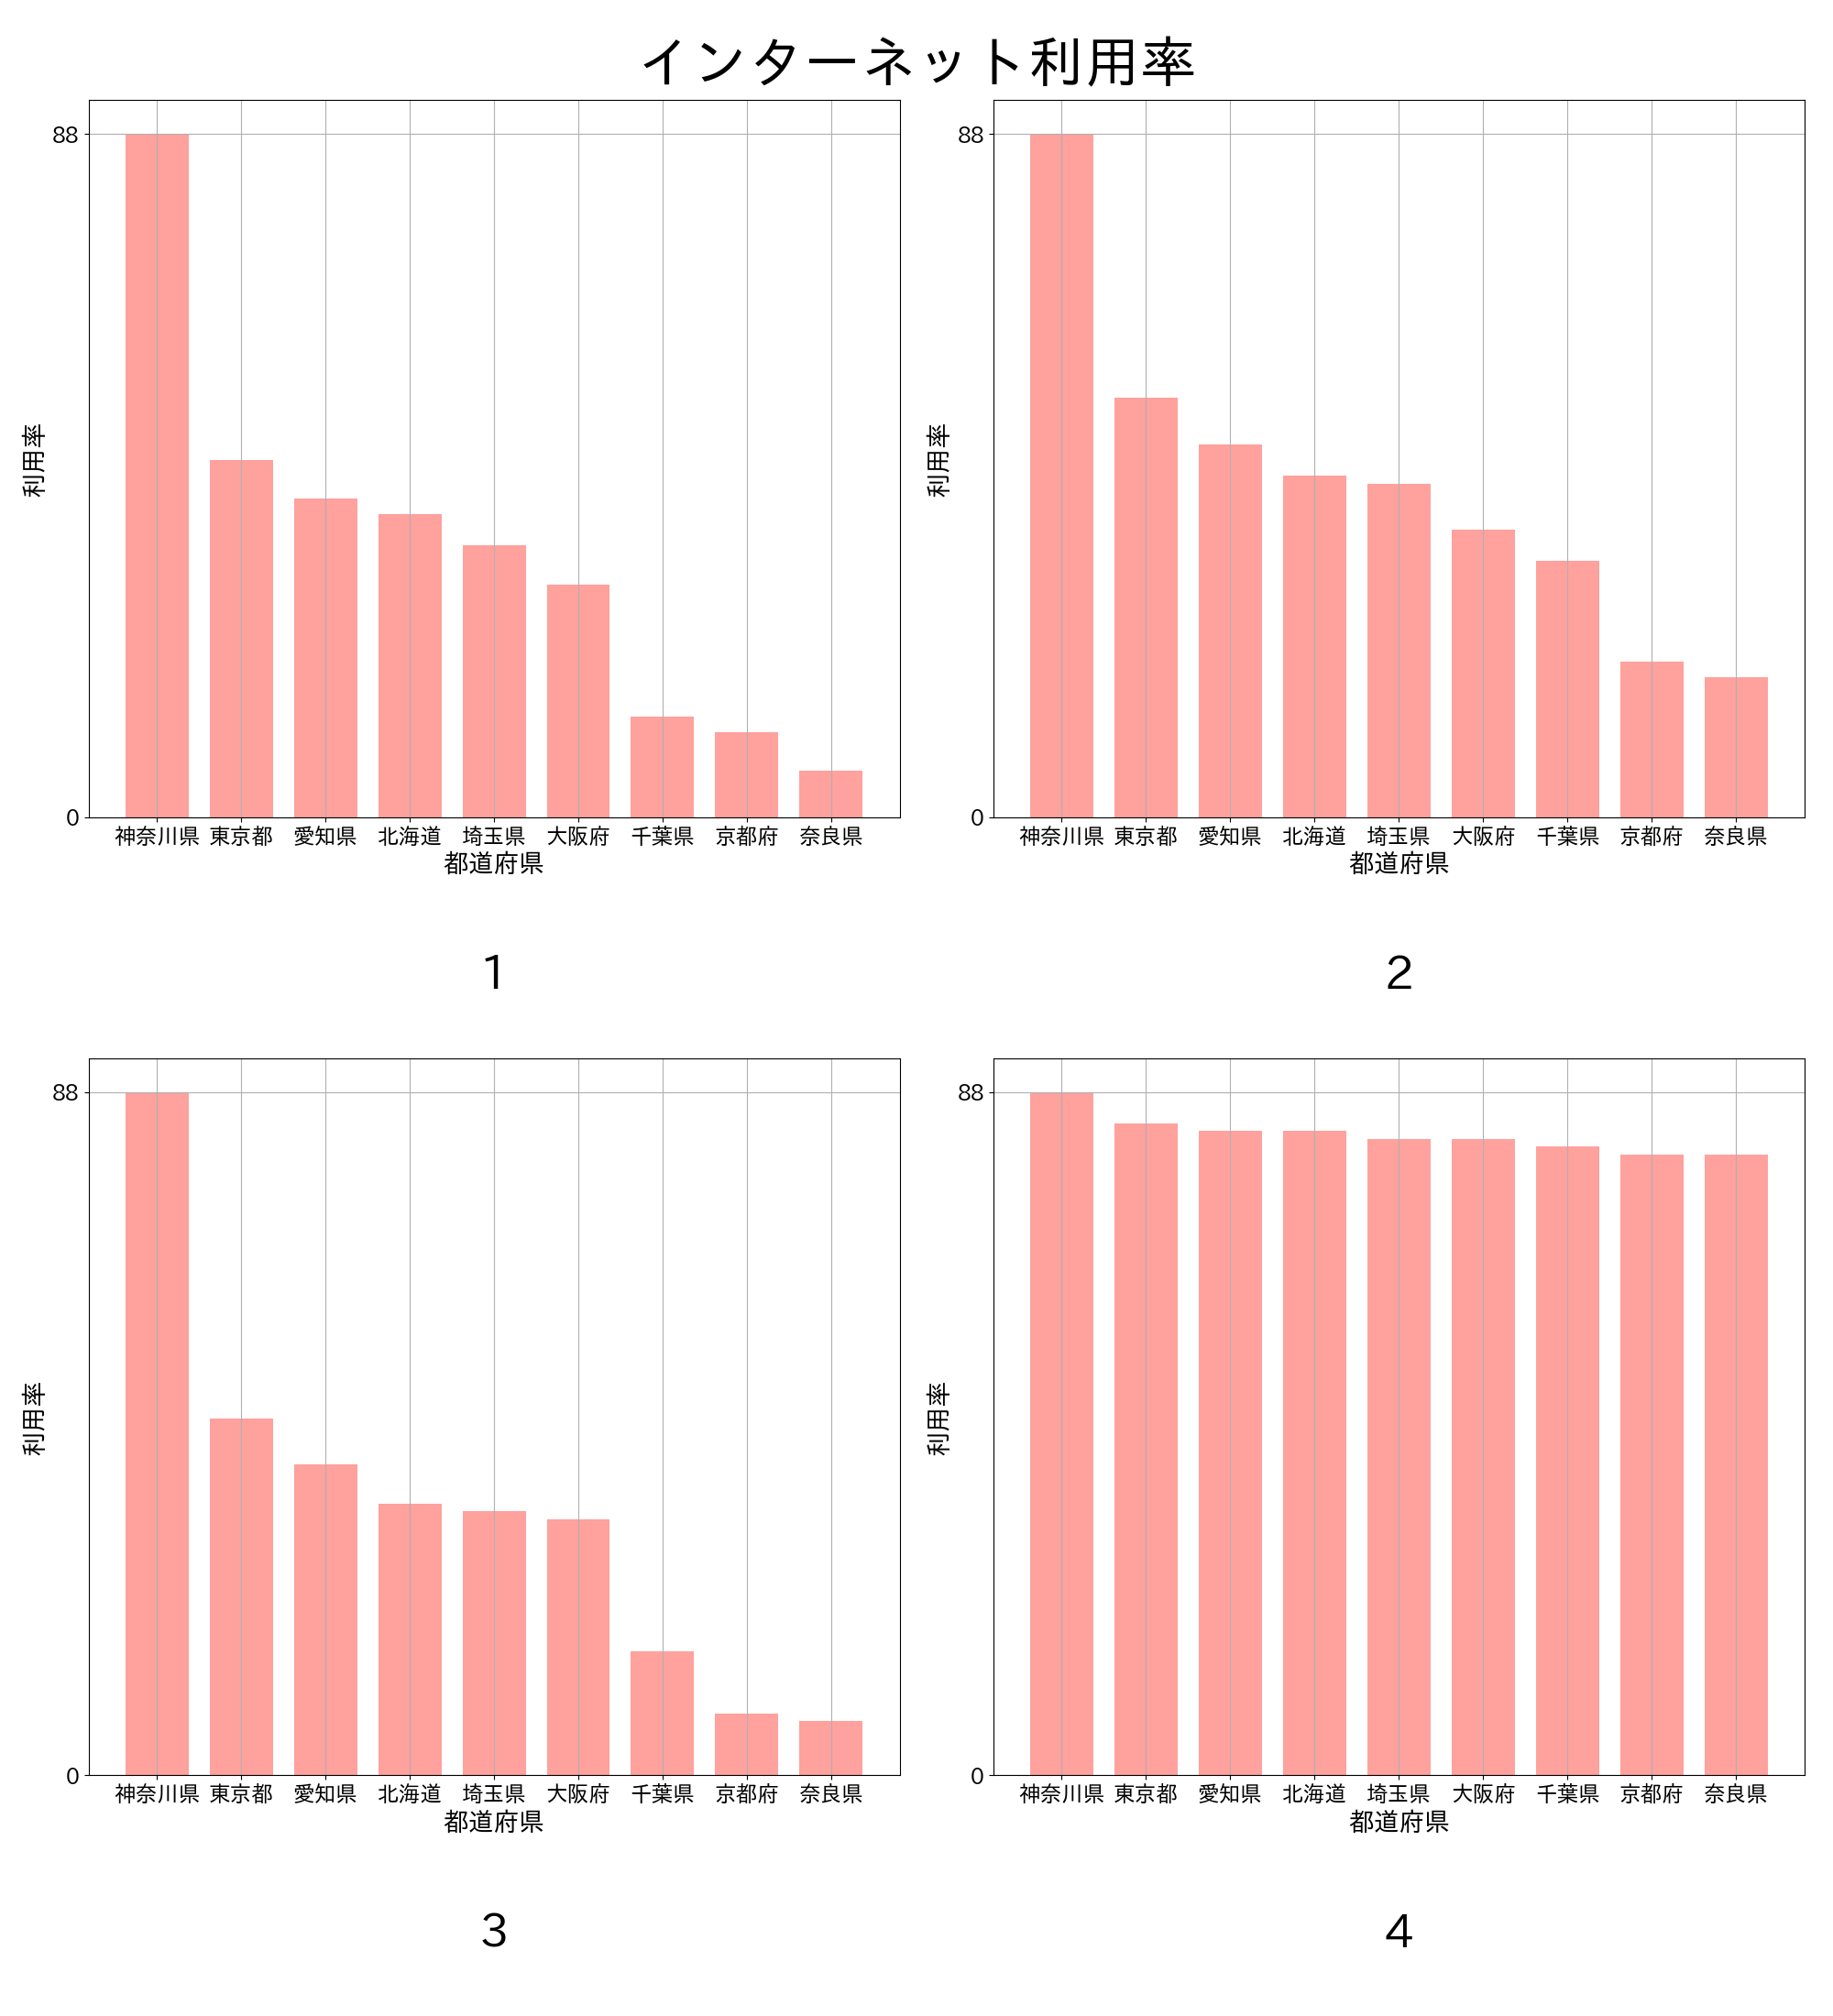 インターネット利用率
88
0
利用率
神奈川県 東京都 愛知県 北海道 埼玉県 大阪府 千葉県 京都府 奈良県
都道府県
1
88
0
利用率
神奈川県 東京都 愛知県 北海道 埼玉県 大阪府 千葉県 京都府 奈良県
都道府県
2
88
0
利用率
神奈川県 東京都 愛知県 北海道 埼玉県 大阪府 千葉県 京都府 奈良県
都道府県
3
88
0
利用率
神奈川県 東京都 愛知県 北海道 埼玉県 大阪府 千葉県 京都府 奈良県
都道府県
4